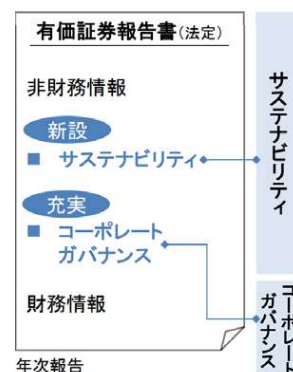 有価証券報告書(法定)
非財務情報
新設
■ サステナビリティ
充実
■ コーポレート
ガバナンス
財務情報
年次報告
サステナビリティ
コーポレート
ガバナンス